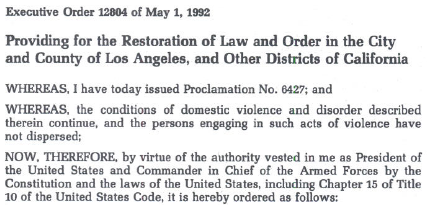 Executive Order 12804 of May 1, 1992
Providing for the Restoration of Law and Order in the City
and County of Los Angeles, and Other Districts of California
WHEREAS, I have today issued Proclamation No. 6427; and
WHEREAS, the conditions of domestic violence and disorder described
therein continue, and the persons engaging in such acts of violence have
not dispersed;
NOW, THEREFORE, by virtue of the authority vested in me as President of
the United States and Commander in Chief of the Armed Forces by the
Constitution and the laws of the United States, including Chapter 15 of Title
10 of the United States Code, it is hereby ordered as follows: